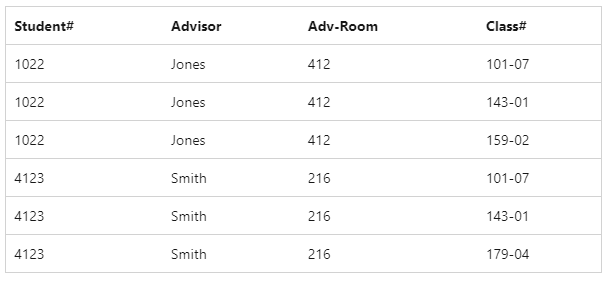 Student# Advisor Adv-Room Class#
1022 Jones 412 101-07
1022 Jones 412 143-01
1022 Jones 412 159-02
4123 Smith 216 101-07
4123 Smith 216 143-01
4123 Smith 216 179-04